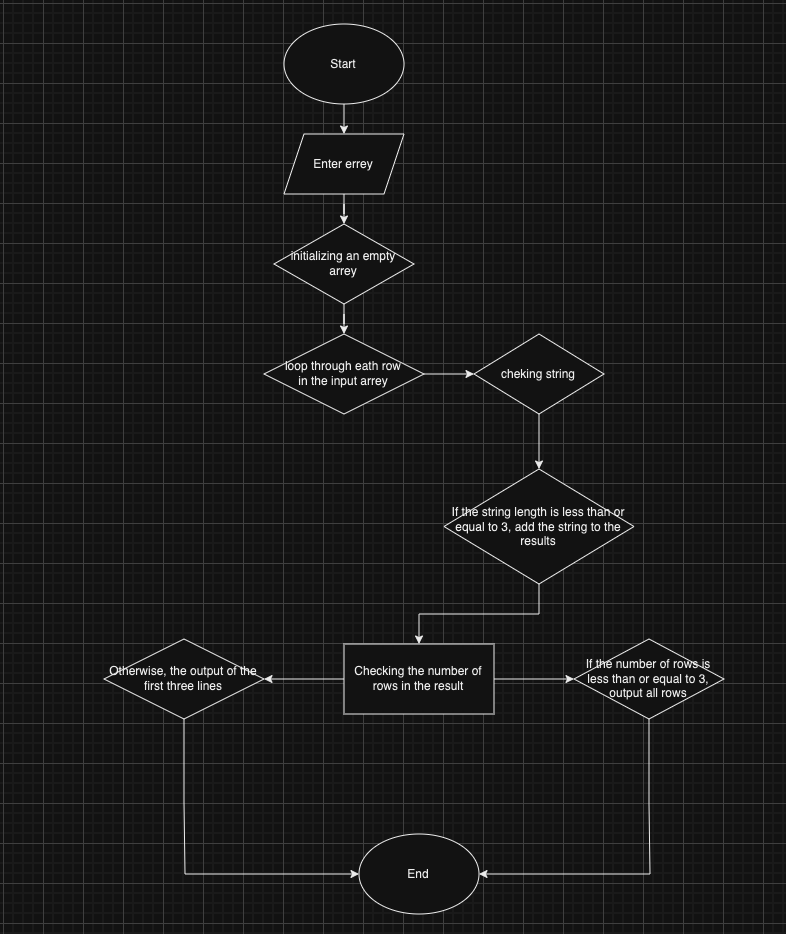 Start
Enter errey
initializing an empty
arrey
loop through eath row
in the input arrey
cheking string
If the string length is less than or
equal to 3, add the string to the
results
Otherwise, the output of the
first three lines
Checking the number of
rows in the result
If the number of rows is
less than or equal to 3,
output all rows
End